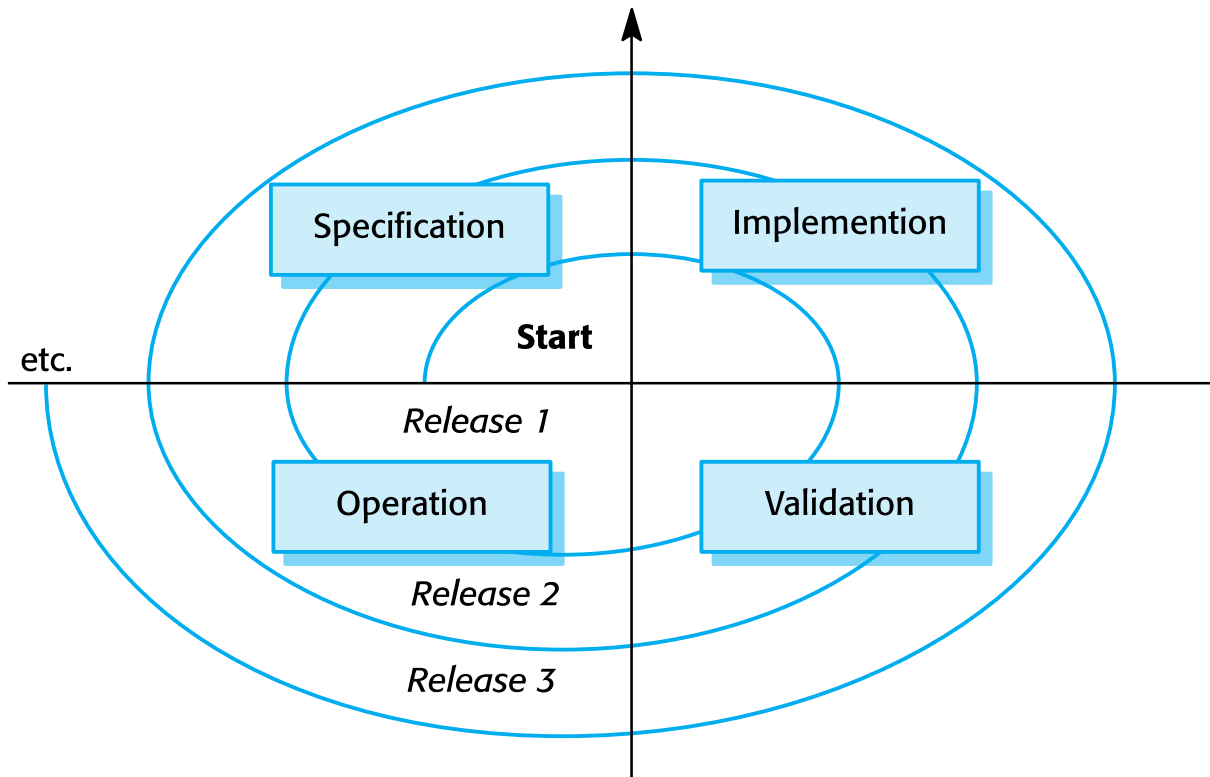 Specification
Implemention
Start
etc.
Release 1
Operation
Validation
Release 2
Release 3